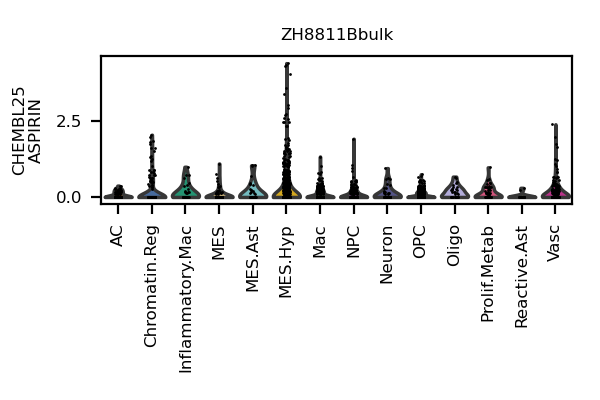 ZH8811Bbulk
CHEMBL25
ASPIRIN
2.5
0.0
AC
Chromatin.Reg
Inflammatory.Mac
MES
MES.Ast
MES.Hyp
Mac
NPC
Neuron
OPC
Oligo
Prolif.Metab
Reactive.Ast
Vasc